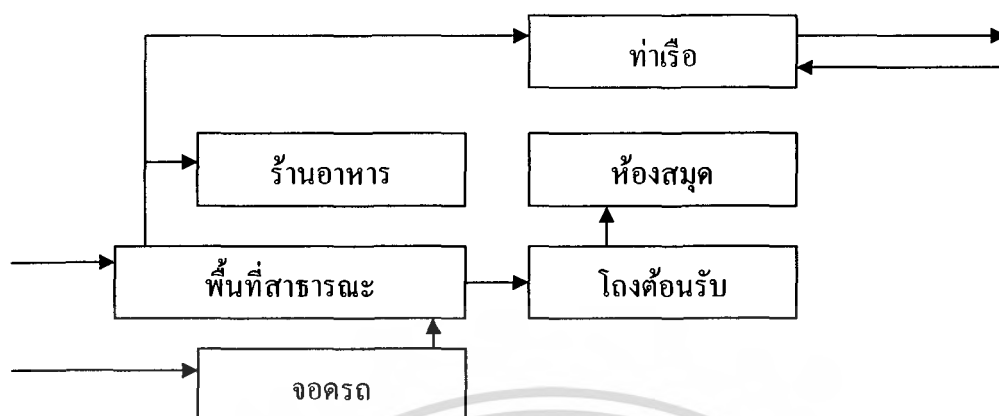 ท่าเรือ
ร้านอาหาร
ห้องสมุด
พื้นที่สาธารณะ
โถงต้อนรับ
จอดรถ